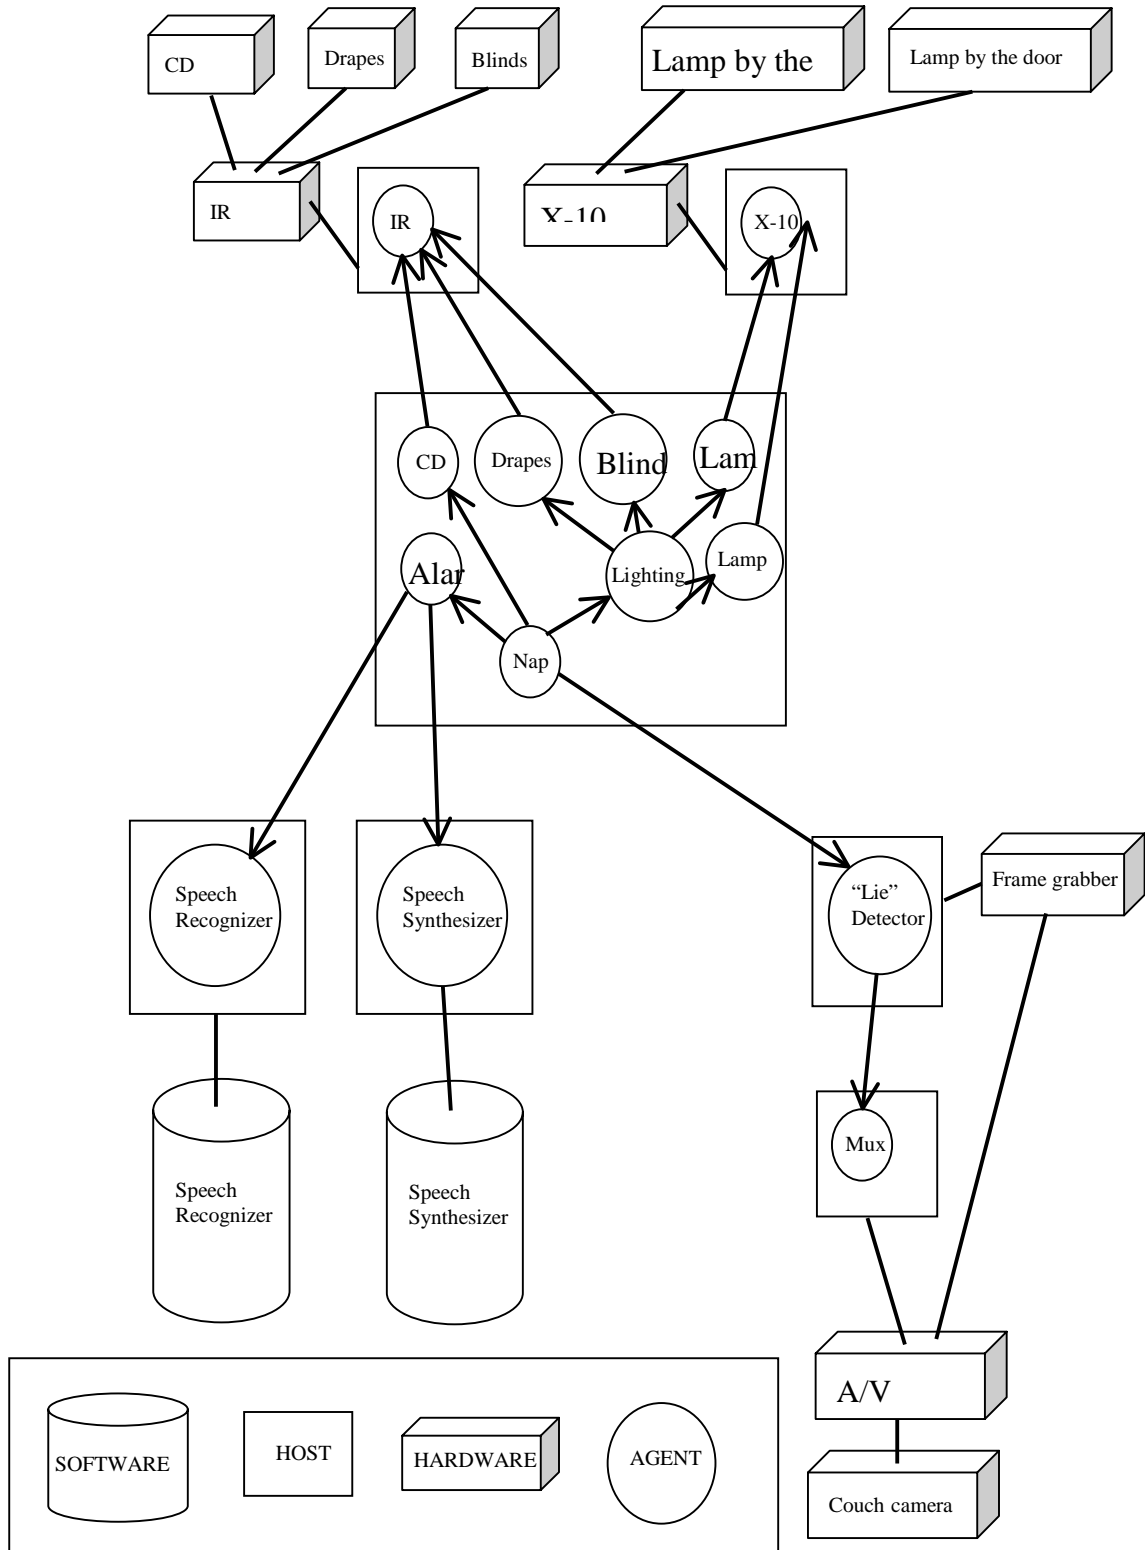 CD
Drapes
Blinds
Lamp by the
Lamp by the door
IR
IR
X-10
X-10
CD
Drapes
Blind
Lam
Alar
Lighting
Lamp
Nap
Speech
Recognizer
Speech
Synthesizer
“Lie”
Detector
Frame grabber
Mux
Speech
Recognizer
Speech
Synthesizer
A/V
Couch camera
SOFTWARE
HOST
HARDWARE
AGENT